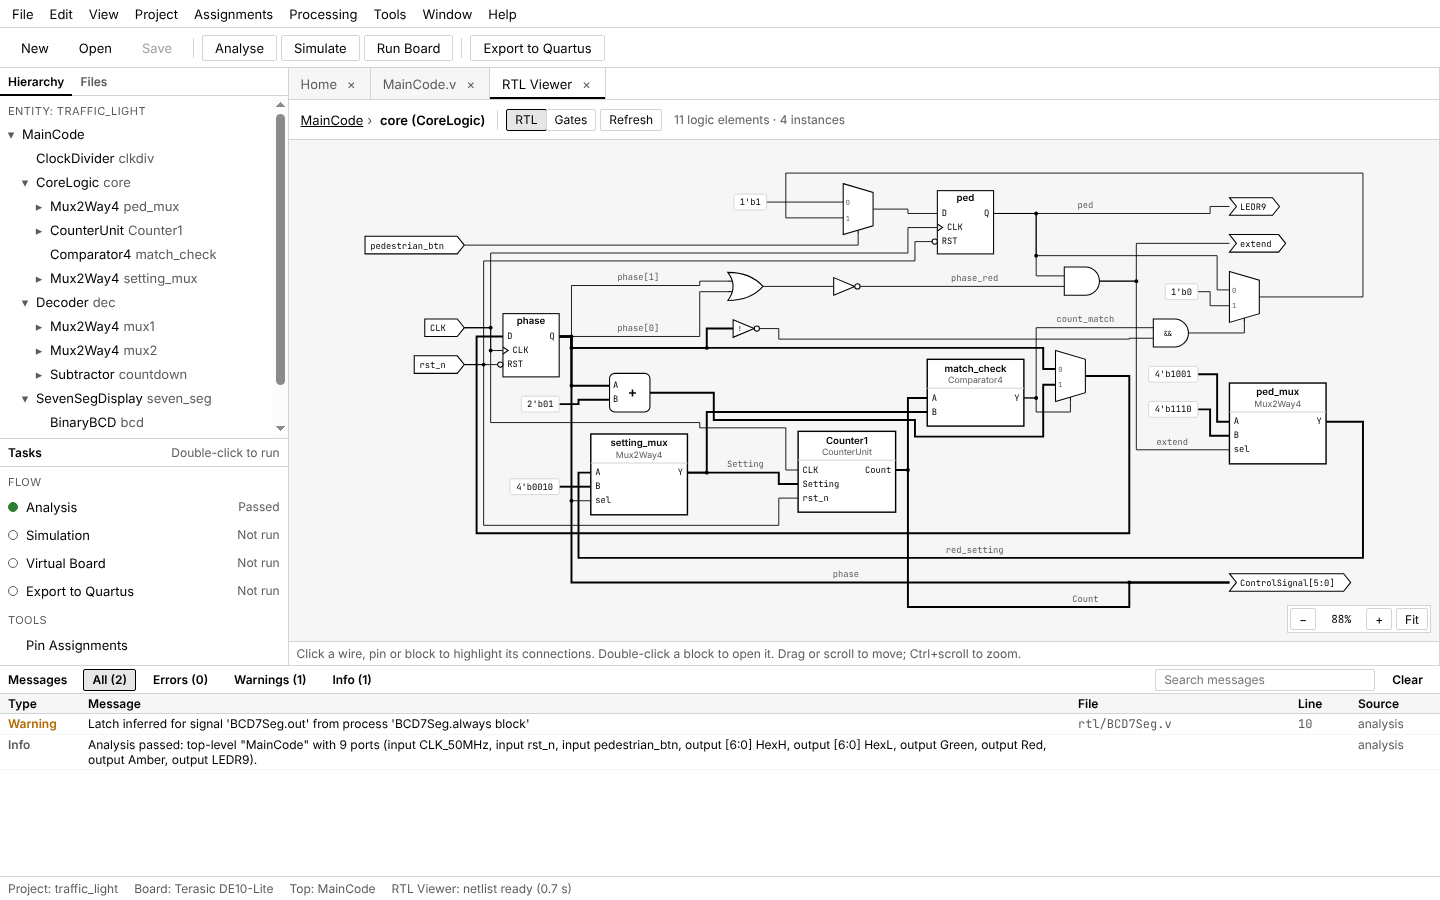 File Edit View Project Assignments Processing Tools Window Help
New Open Save Analyse Simulate Run Board Export to Quartus
Hierarchy Files
Home × MainCode.v × RTL Viewer ×
MainCode › core (CoreLogic) RTL Gates Refresh 11 logic elements · 4 instances
ENTITY: TRAFFIC_LIGHT
▾ MainCode
ClockDivider clkdiv
▾ CoreLogic core
▸ Mux2Way4 ped_mux
▸ CounterUnit Counter1
Comparator4 match_check
▸ Mux2Way4 setting_mux
▾ Decoder dec
▸ Mux2Way4 mux1
▸ Mux2Way4 mux2
▸ Subtractor countdown
▾ SevenSegDisplay seven_seg
BinaryBCD bcd
Tasks Double-click to run
FLOW
Analysis Passed
Simulation Not run
Virtual Board Not run
Export to Quartus Not run
TOOLS
Pin Assignments
1'b1
0
1
ped
D Q
CLK
RST
ped
LEDR9
pedestrian_btn
extend
phase[1]
phase_red
1'b0
0
1
CLK
rst_n
phase
D Q
CLK
RST
phase[0]
!
count_match
&&
2'b01
A
B
+
match_check
Comparator4
A Y
B
0
1
4'b1001
4'b1110
extend
ped_mux
Mux2Way4
A Y
B
sel
setting_mux
Mux2Way4
A Y
B
sel
4'b0010
Setting
Counter1
CounterUnit
CLK Count
Setting
rst_n
red_setting
phase
ControlSignal[5:0]
Count
− 88% + Fit
Click a wire, pin or block to highlight its connections. Double-click a block to open it. Drag or scroll to move; Ctrl+scroll to zoom.
Messages All (2) Errors (0) Warnings (1) Info (1) Search messages Clear
Type Message File Line Source
Warning Latch inferred for signal 'BCD7Seg.out' from process 'BCD7Seg.always block' rtl/BCD7Seg.v 10 analysis
Info Analysis passed: top-level "MainCode" with 9 ports (input CLK_50MHz, input rst_n, input pedestrian_btn, output [6:0] HexH, output [6:0] HexL, output Green, output Red, analysis
output Amber, output LEDR9).
Project: traffic_light Board: Terasic DE10-Lite Top: MainCode RTL Viewer: netlist ready (0.7 s)